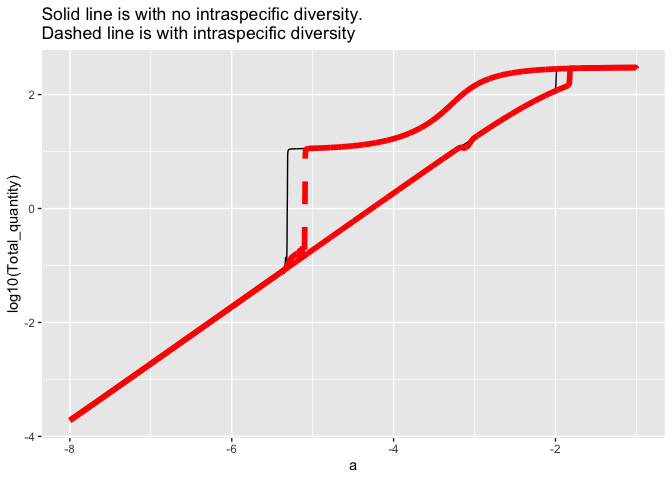 Solid line is with no intraspecific diversity.
Dashed line is with intraspecific diversity
log10(Total_quantity)
2
0
-2
-4
-8
-6
-4
-2
a